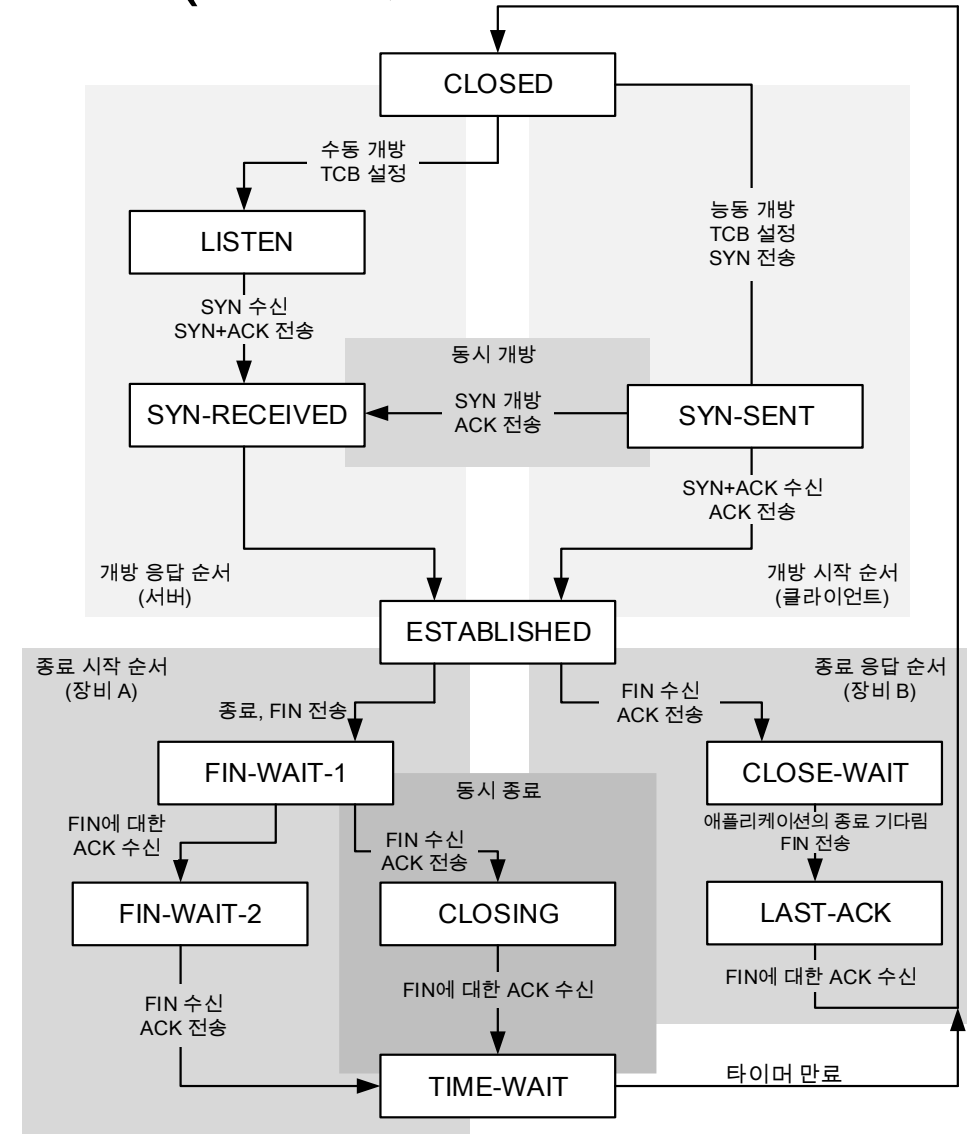 CLOSED
수동 개방
TCB 설정
능동 개방
TCB 설정
SYN 전송
LISTEN
SYN 수신
SYN+ACK 전송
동시 개방
SYN-RECEIVED
SYN 개방
ACK 전송
SYN-SENT
SYN+ACK 수신
ACK 전송
개방 응답 순서
(서버)
개방 시작 순서
(클라이언트)
ESTABLISHED
종료 시작 순서
(장비 A)
종료 응답 순서
(장비 B)
종료, FIN 전송
FIN 수신
ACK 전송
FIN-WAIT-1
CLOSE-WAIT
동시 종료
FIN에 대한
ACK 수신
FIN 수신
ACK 전송
애플리케이션의 종료 기다림
FIN 전송
FIN-WAIT-2
CLOSING
LAST-ACK
FIN 수신
ACK 전송
FIN에 대한 ACK 수신
FIN에 대한 ACK 수신
TIME-WAIT
타이머 만료